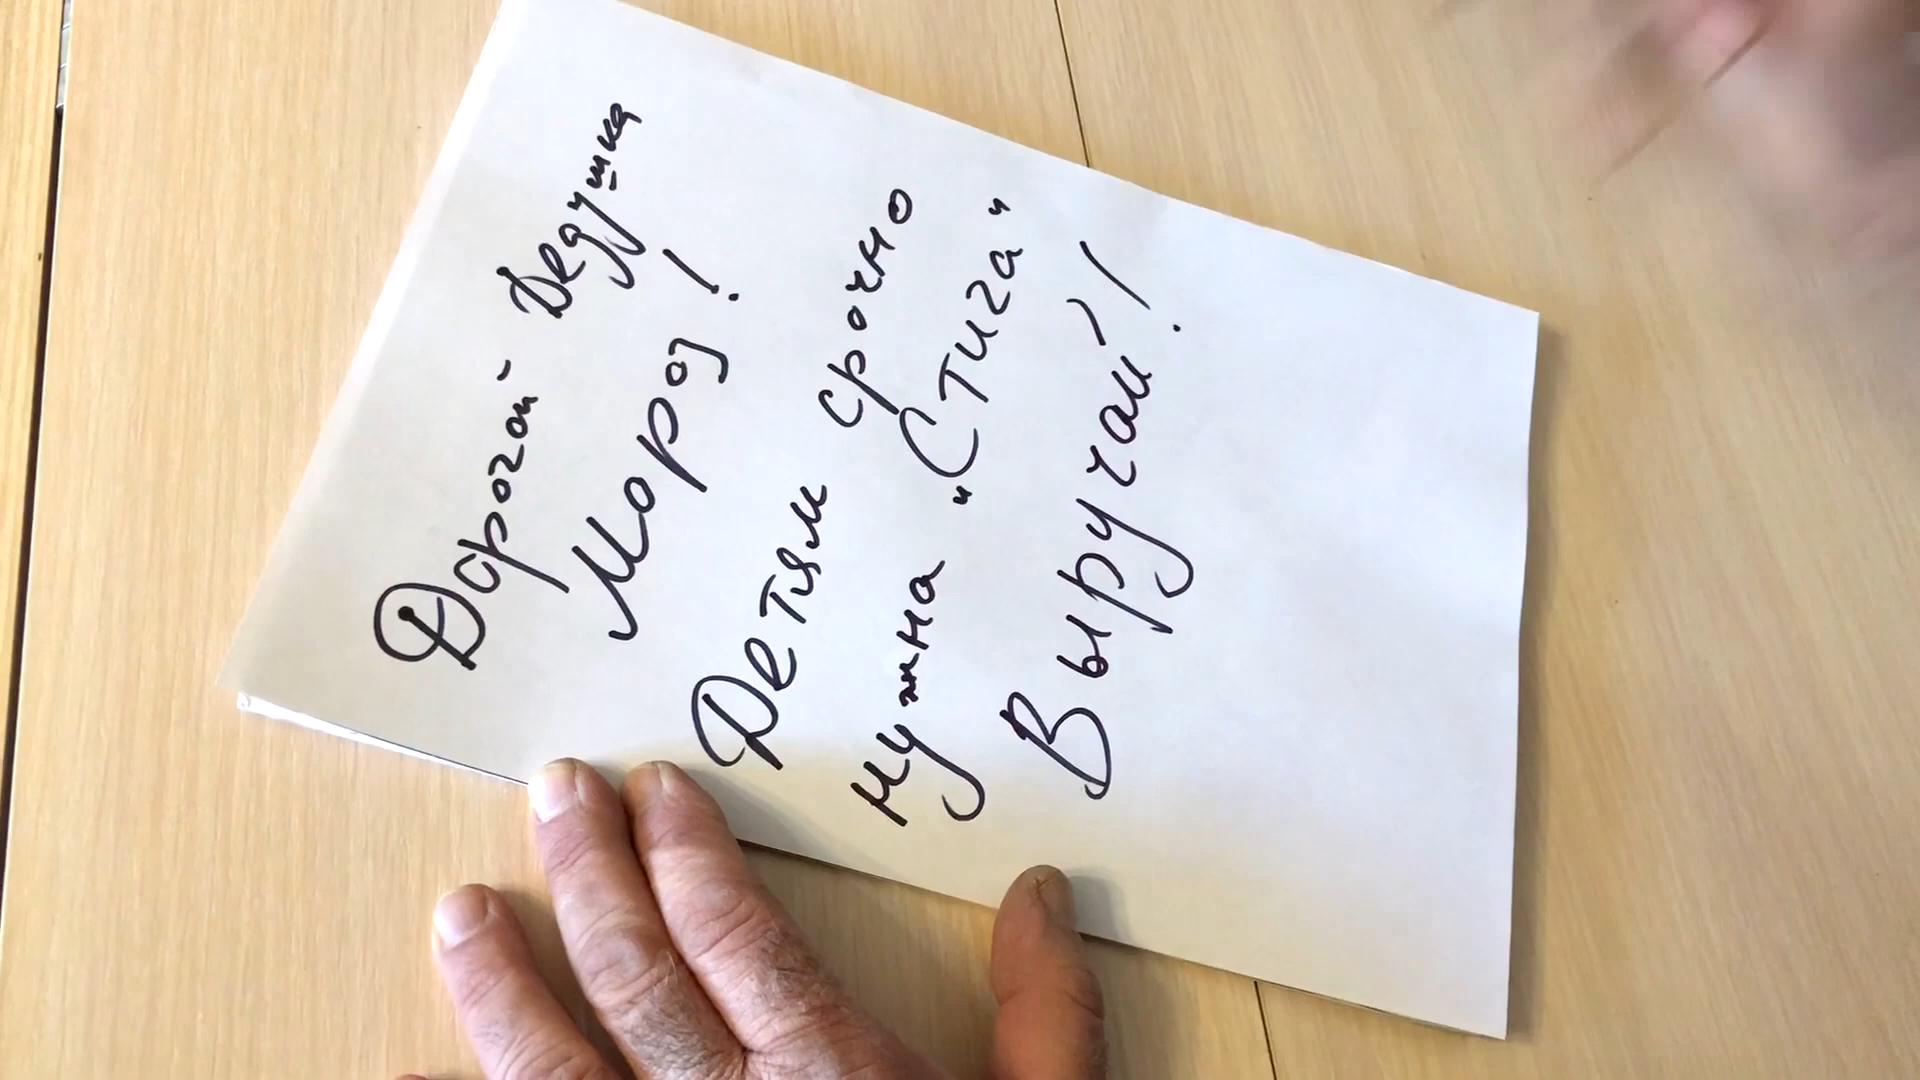 Дорогой Дедушка
Мороз!
Детям срочно
нужна "Стига"
Выручай!